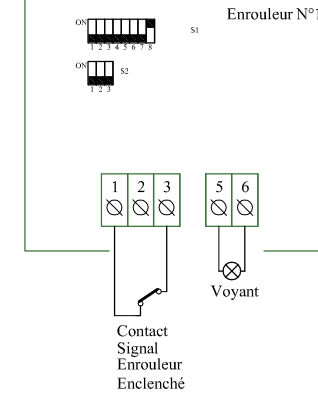 Enrouleur N°1
ON
S1
1 2 3 4 5 6 7 8
ON
S2
1 2 3
1 2 3 5 6
Voyant
Contact
Signal
Enrouleur
Enclenché